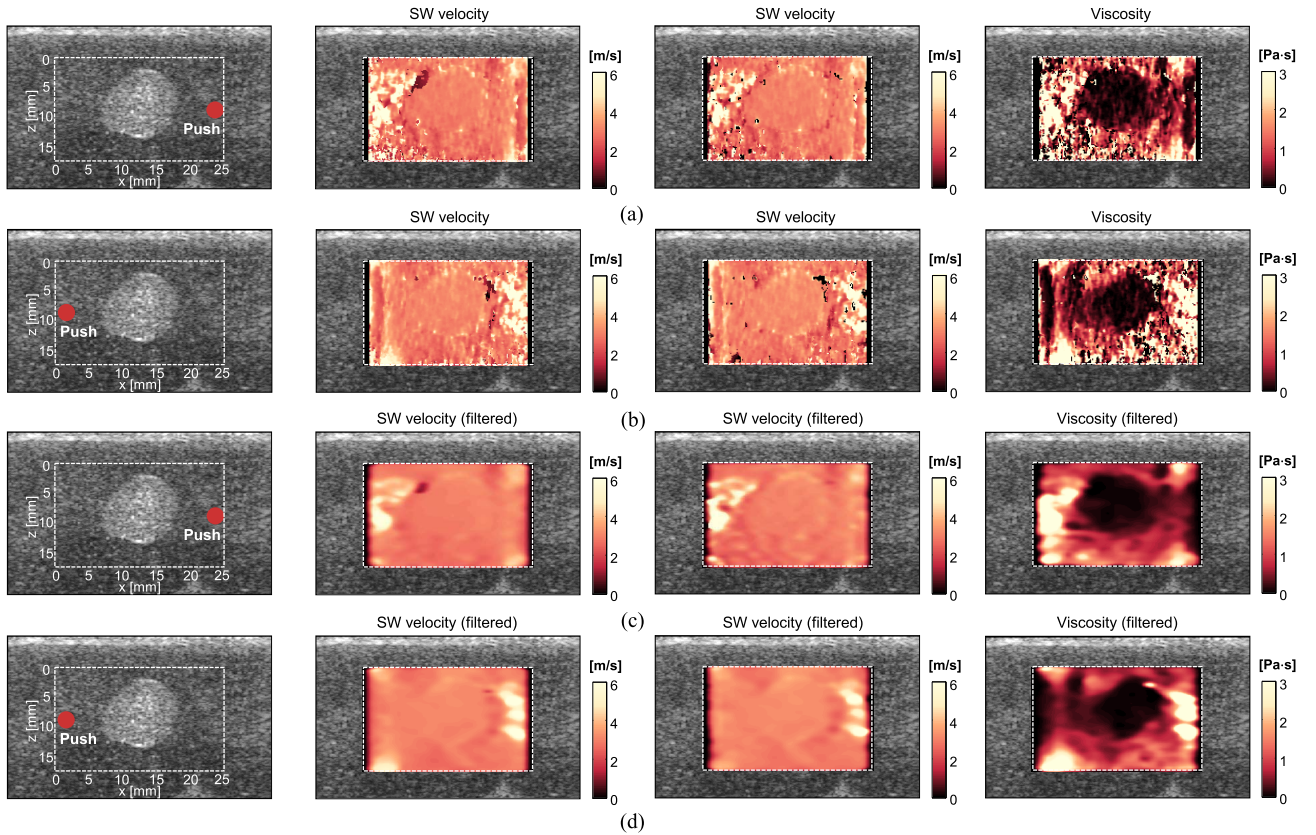 SW velocity SW velocity Viscosity
[m/s] [m/s] [Pa·s]
0 6 6 3
5
z [mm] 10 4 4 2
Push
15 2 2 1
0 5 10 15 20 25
x [mm] 0 0 0
(a)
SW velocity SW velocity Viscosity
[m/s] [m/s] [Pa·s]
0 6 6 3
5
z [mm] 10 4 4 2
Push
15 2 2 1
0 5 10 15 20 25
x [mm] 0 0 0
(b)
SW velocity (filtered) SW velocity (filtered) Viscosity (filtered)
[m/s] [m/s] [Pa·s]
0 6 6 3
5
z [mm] 10 4 4 2
Push
15 2 2 1
0 5 10 15 20 25
x [mm] 0 0 0
(c)
SW velocity (filtered) SW velocity (filtered) Viscosity (filtered)
[m/s] [m/s] [Pa·s]
0 6 6 3
5
z [mm] 10 4 4 2
Push
15 2 2 1
0 5 10 15 20 25
x [mm] 0 0 0
(d)